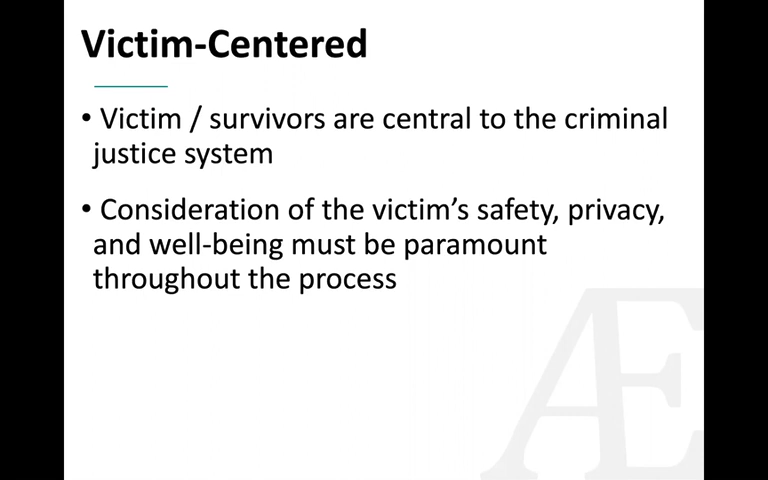 Victim-Centered
• Victim / survivors are central to the criminal
justice system
• Consideration of the victim's safety, privacy,
and well-being must be paramount
throughout the process
Æ